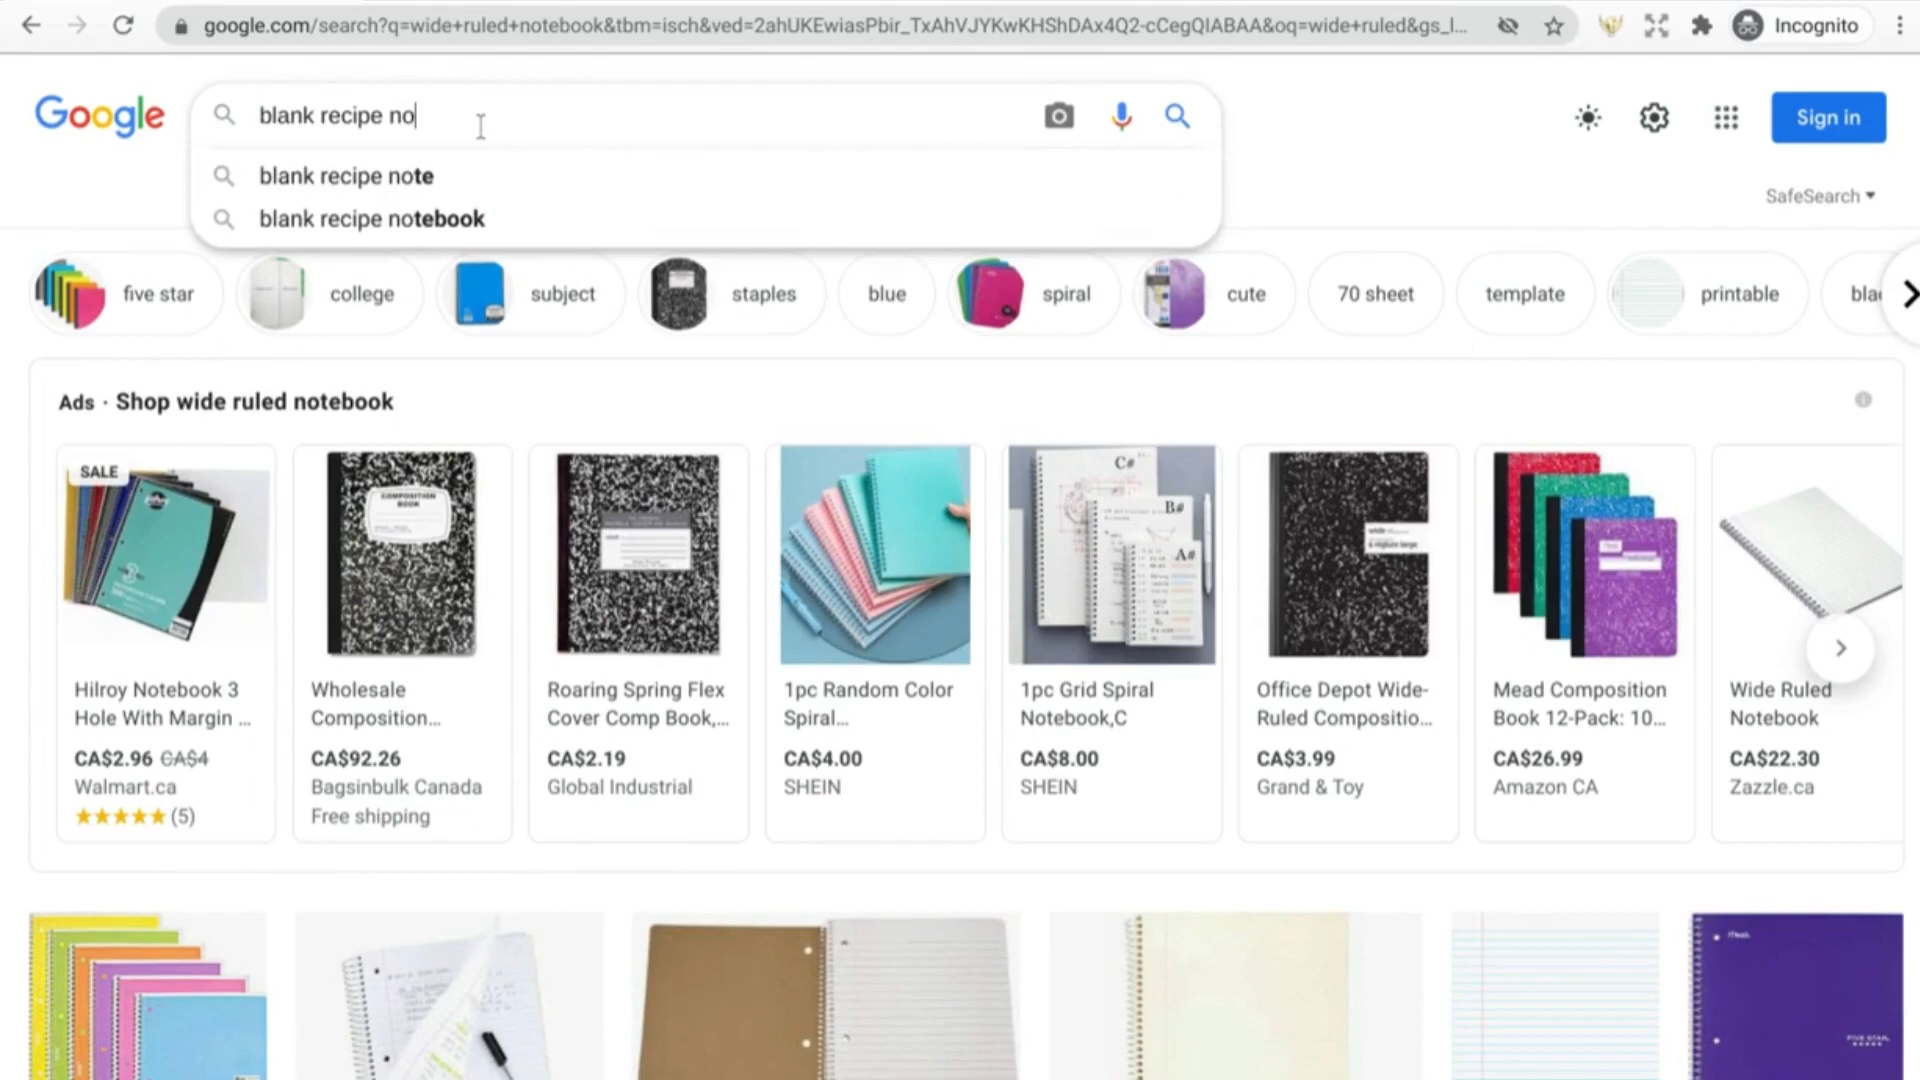 google.com/search?q=wide+ruled+notebook&tbm=isch&ved=2ahUKEwiasPbir_TxAhVJYKwKHShDAx4Q2-cCegQIABAA&oq=wide+ruled&gs_l...
Incognito
Google
blank recipe no
Sign in
blank recipe note
blank recipe notebook
SafeSearch
five star
college
subject
staples
blue
spiral
cute
70 sheet
template
printable
Ads · Shop wide ruled notebook
SALE
COMPOSITION
BOOK
C#
B#
A#
wide
Hilroy Notebook 3
Hole With Margin ...
CA$2.96 CA$4
Walmart.ca
(5)
Wholesale
Composition...
CA$92.26
Bagsinbulk Canada
Free shipping
Roaring Spring Flex
Cover Comp Book,...
CA$2.19
Global Industrial
1pc Random Color
Spiral...
CA$4.00
SHEIN
1pc Grid Spiral
Notebook,C
CA$8.00
SHEIN
Office Depot Wide-
Ruled Compositio...
CA$3.99
Grand & Toy
Mead Composition
Book 12-Pack: 10...
CA$26.99
Amazon CA
Wide Ruled
Notebook
CA$22.30
Zazzle.ca
Mead
FIVE STAR